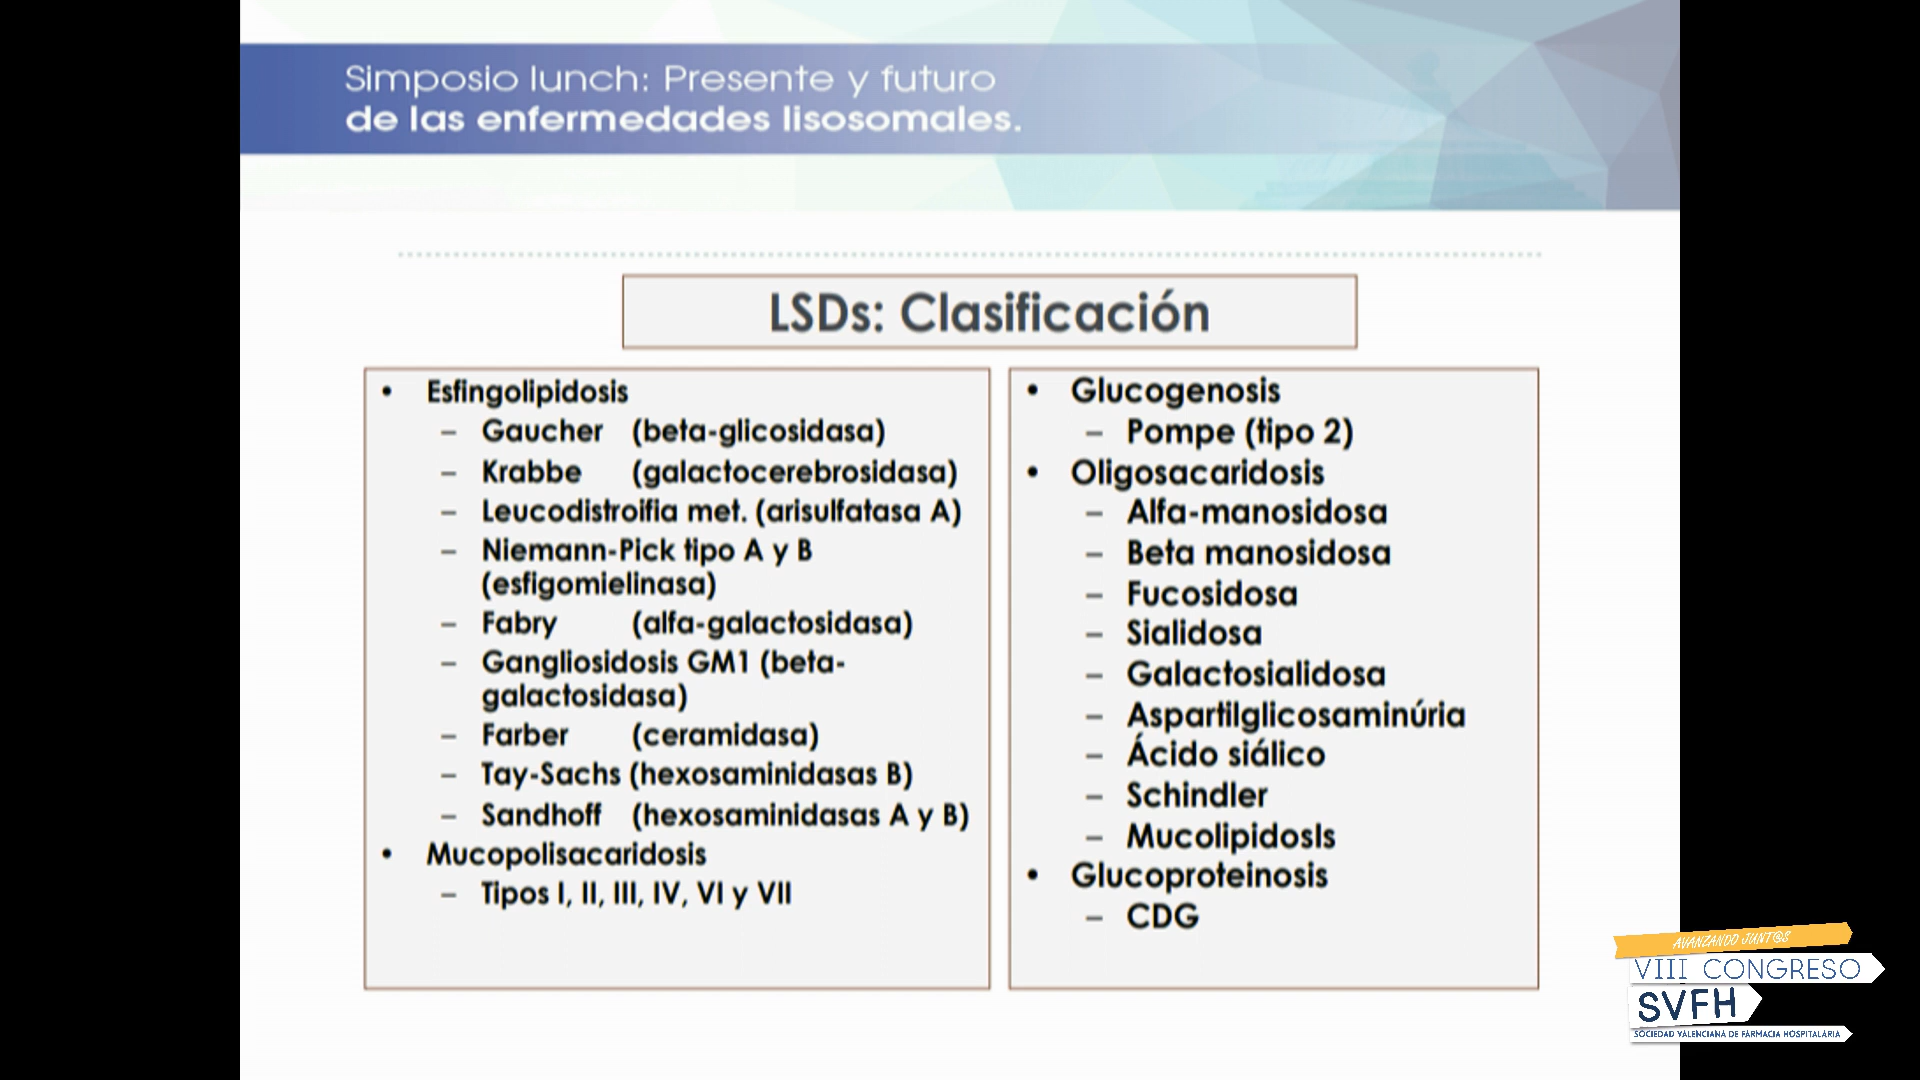 Simposio lunch: Presente y futuro
de las enfermedades lisosomales.
LSDs: Clasificación
• Esfingolipidosis
– Gaucher (beta-glicosidasa)
– Krabbe (galactocerebrosidasa)
– Leucodistroifia met. (arisulfatasa A)
– Niemann-Pick tipo A y B
(esfigomielinasa)
– Fabry (alfa-galactosidasa)
– Gangliosidosis GM1 (beta-
galactosidasa)
– Farber (ceramidasa)
– Tay-Sachs (hexosaminidasas B)
– Sandhoff (hexosaminidasas A y B)
• Mucopolisacaridosis
– Tipos I, II, III, IV, VI y VII
• Glucogenosis
– Pompe (tipo 2)
• Oligosacaridosis
– Alfa-manosidosa
– Beta manosidosa
– Fucosidosa
– Sialidosa
– Galactosialidosa
– Aspartilglicosaminúria
– Ácido siálico
– Schindler
– MucolipidosIs
• Glucoproteinosis
– CDG
AVANZANDO JUNT@S
VIII CONGRESO
SVFH
SOCIEDAD VALENCIANA DE FARMACIA HOSPITALARIA